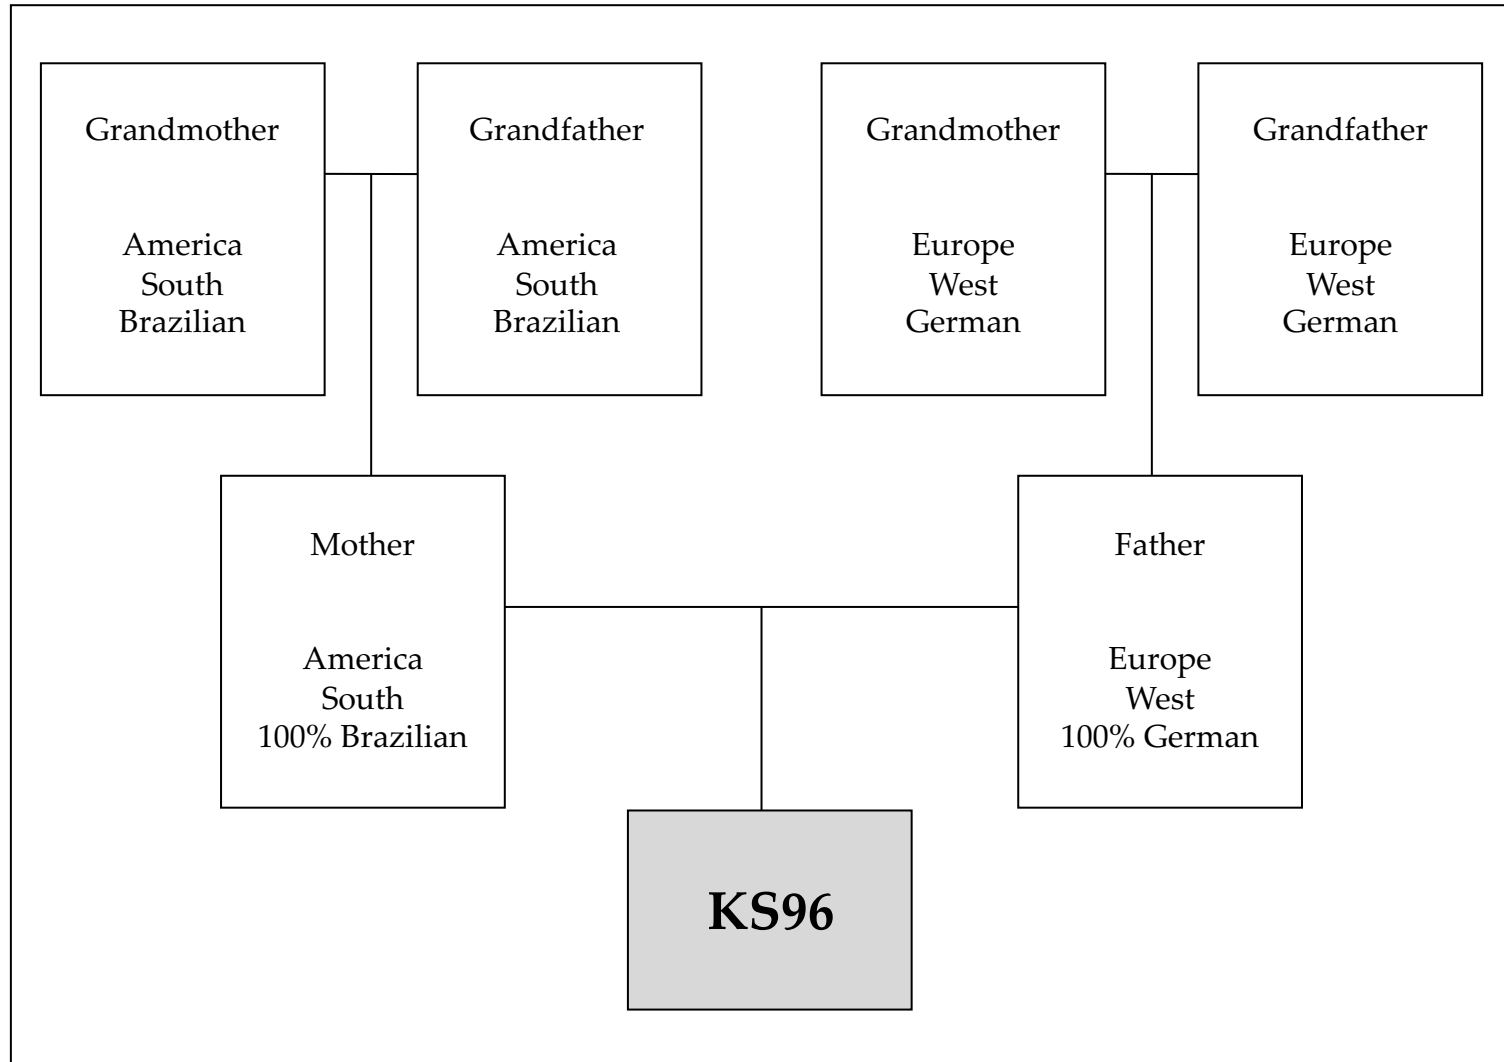 Grandmother
America
South
Brazilian
Grandfather
America
South
Brazilian
Grandmother
Europe
West
German
Grandfather
Europe
West
German
Mother
America
South
100% Brazilian
Father
Europe
West
100% German
KS96